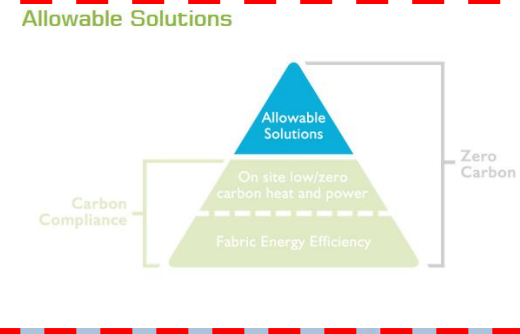 Allowable Solutions
Allowable
Solutions
On site low/zero
carbon heat and power
Fabric Energy Efficiency
Carbon
Compliance
Zero
Carbon